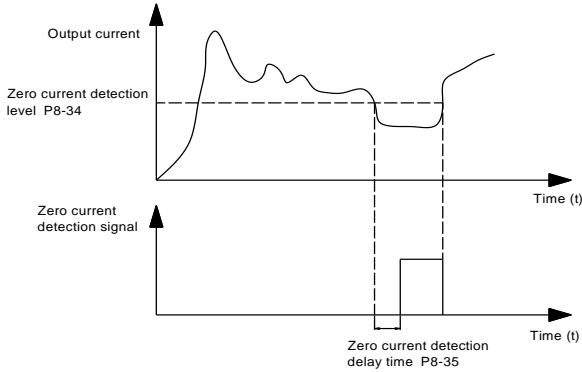 Output current
Zero current detection
level P8-34
Time (t)
Zero current
detection signal
Time (t)
Zero current detection
delay time P8-35